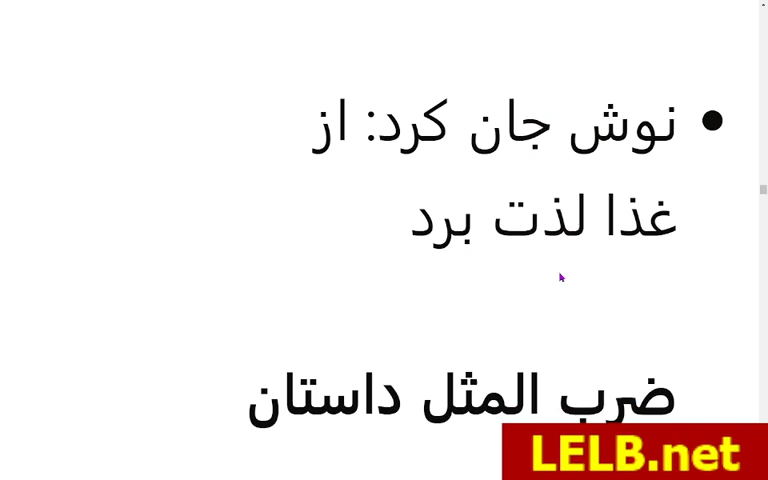 • نوش جان کرد: از
غذا لذت برد
ضرب المثل داستان
LELB.net